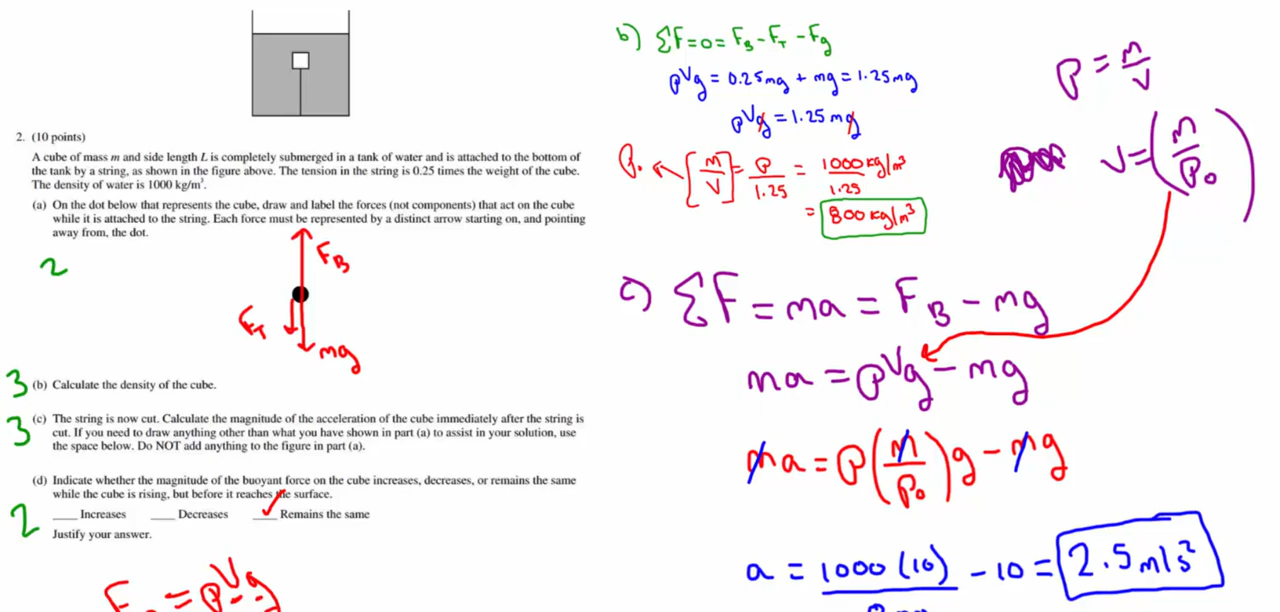 2. (10 points)
A cube of mass m and side length L is completely submerged in a tank of water and is attached to the bottom of
the tank by a string, as shown in the figure above. The tension in the string is 0.25 times the weight of the cube.
The density of water is 1000 kg/m³.
(a) On the dot below that represents the cube, draw and label the forces (not components) that act on the cube
while it is attached to the string. Each force must be represented by a distinct arrow starting on, and pointing
away from, the dot.
2
F_B
F_T
mg
3 (b) Calculate the density of the cube.
3 (c) The string is now cut. Calculate the magnitude of the acceleration of the cube immediately after the string is
cut. If you need to draw anything other than what you have shown in part (a) to assist in your solution, use
the space below. Do NOT add anything to the figure in part (a).
(d) Indicate whether the magnitude of the buoyant force on the cube increases, decreases, or remains the same
while the cube is rising, but before it reaches the surface.
2 ____ Increases ____ Decreases ✓ Remains the same
Justify your answer.
= ρVg
b) ΣF=0=F_B-F_T-F_g
ρVg = 0.25mg + mg = 1.25mg
ρVg = 1.25mg
ρ₀ [m/V] = ρ/1.25 = 1000 kg/m³/1.25
= 800 kg/m³
ρ = m/V
V = (m/ρ₀)
c) ΣF = ma = F_B - mg
ma = ρVg - mg
ma = ρ(m/ρ₀)g - mg
a = 1000(10) - 10 = 2.5 m/s²